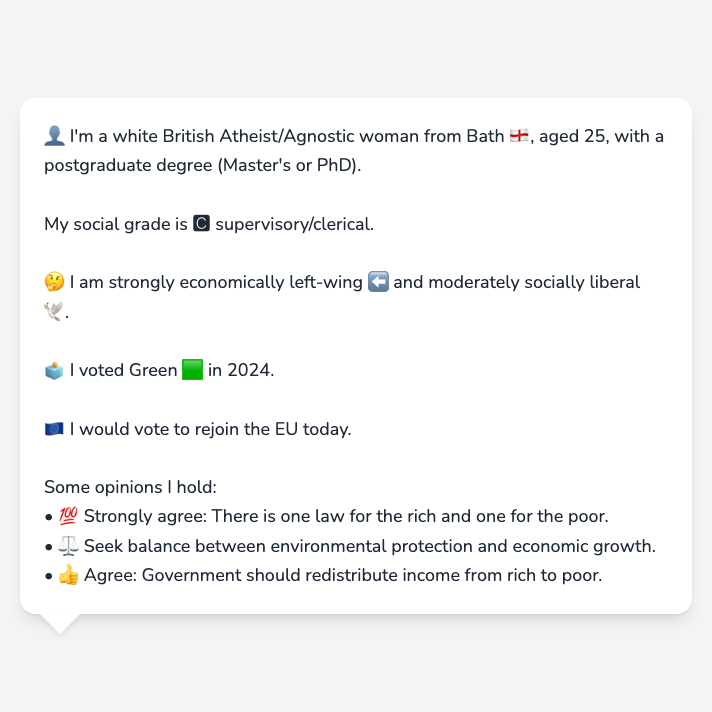 👤 I'm a white British Atheist/Agnostic woman from Bath 🏴󠁧󠁢󠁥󠁮󠁧󠁿, aged 25, with a
postgraduate degree (Master's or PhD).
My social grade is 🅲 supervisory/clerical.
🤔 I am strongly economically left-wing ⬅️ and moderately socially liberal
🕊️.
🗳️ I voted Green 🟩 in 2024.
🇪🇺 I would vote to rejoin the EU today.
Some opinions I hold:
• 💯 Strongly agree: There is one law for the rich and one for the poor.
• ⚖️ Seek balance between environmental protection and economic growth.
• 👍 Agree: Government should redistribute income from rich to poor.